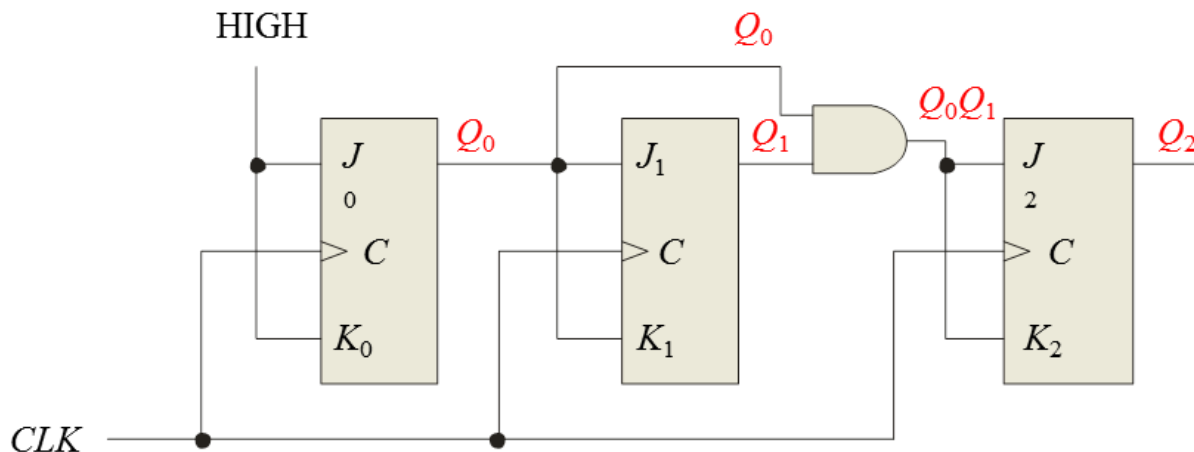 HIGH
Q₀
Q₀ Q₁ Q₀Q₁ Q₂
J J₁ J
0 2
C C C
K₀ K₁ K₂
CLK